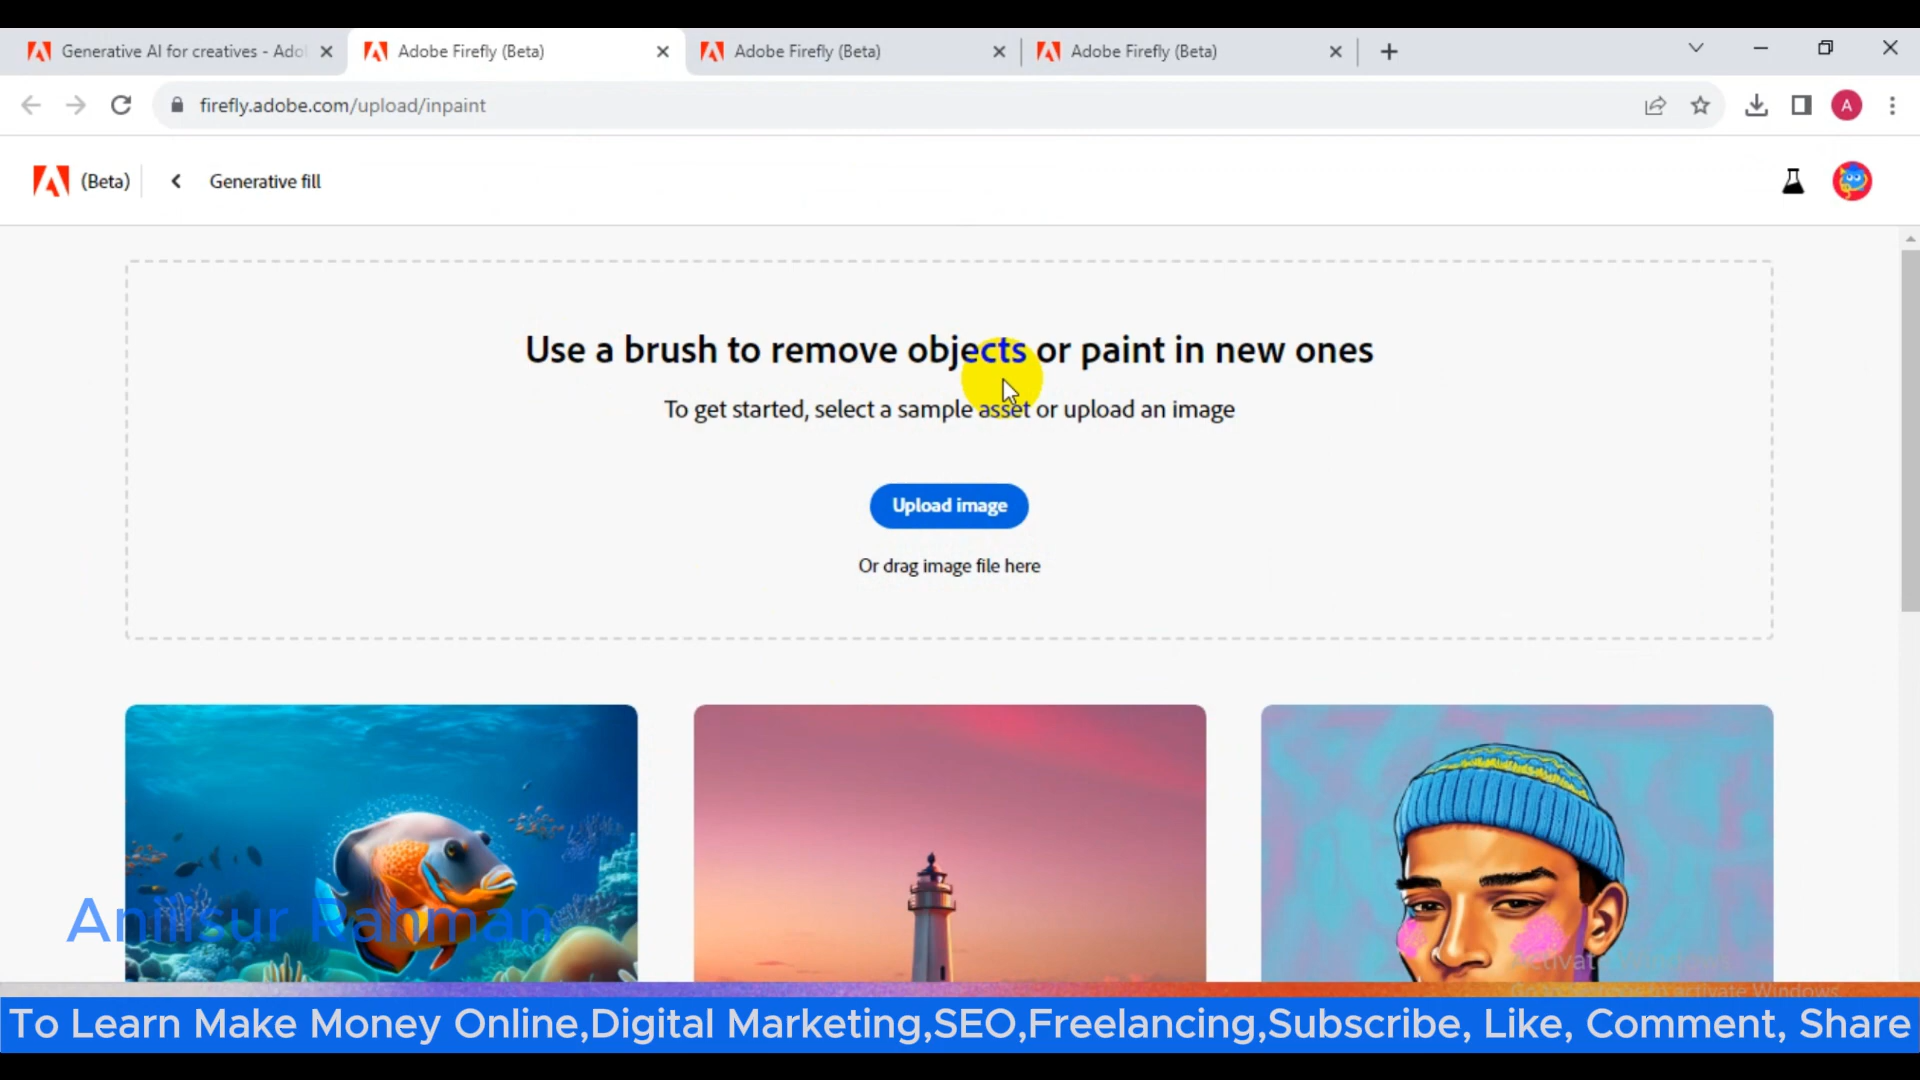 Generative AI for creatives - Ado
Adobe Firefly (Beta)
Adobe Firefly (Beta)
Adobe Firefly (Beta)
firefly.adobe.com/upload/inpaint
A
(Beta)
Generative fill
Use a brush to remove objects or paint in new ones
To get started, select a sample asset or upload an image
Upload image
Or drag image file here
Anilisur Rahman
To Learn Make Money Online,Digital Marketing,SEO,Freelancing,Subscribe, Like, Comment, Share